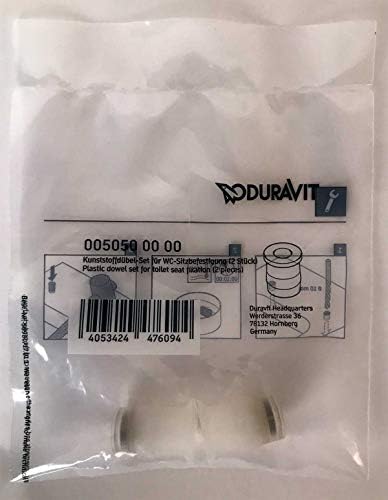 DURAVIT
005050 00 00
Kunststoffdübel-Set für WC-Sitzbefestigung (2 Stück)
Plastic dowel set for toilet seat fixation (2 pieces)
Duravit Headquarters
Werderstrasse 36
78132 Hornberg
Germany
4053424 476094